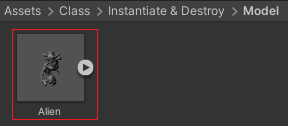 Assets > Class > Instantiate & Destroy > Model
Alien